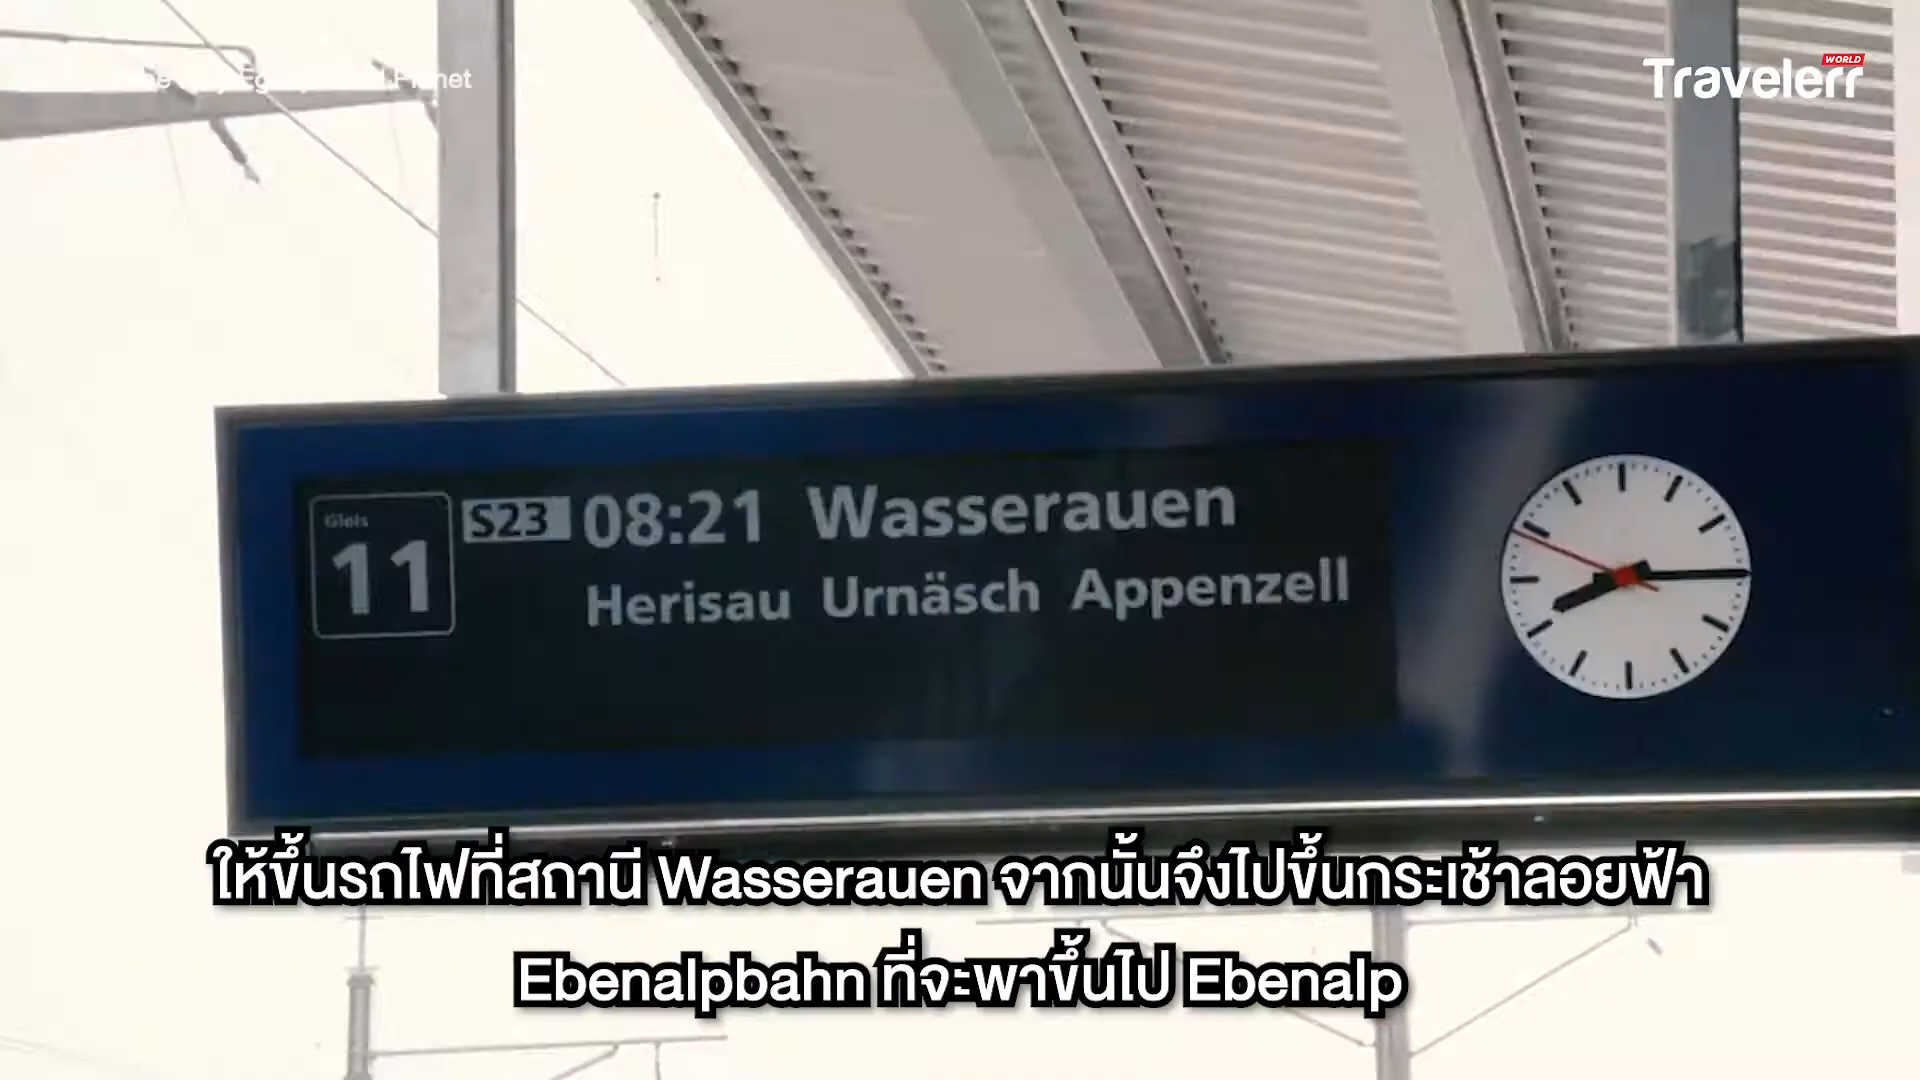 WORLD
Travelerr
Gleis
11
S23 08:21 Wasserauen
Herisau Urnäsch Appenzell
ให้ขึ้นรถไฟที่สถานี Wasserauen จากนั้นจึงไปขึ้นกระเช้าลอยฟ้า
Ebenalpbahn ที่จะพาขึ้นไป Ebenalp